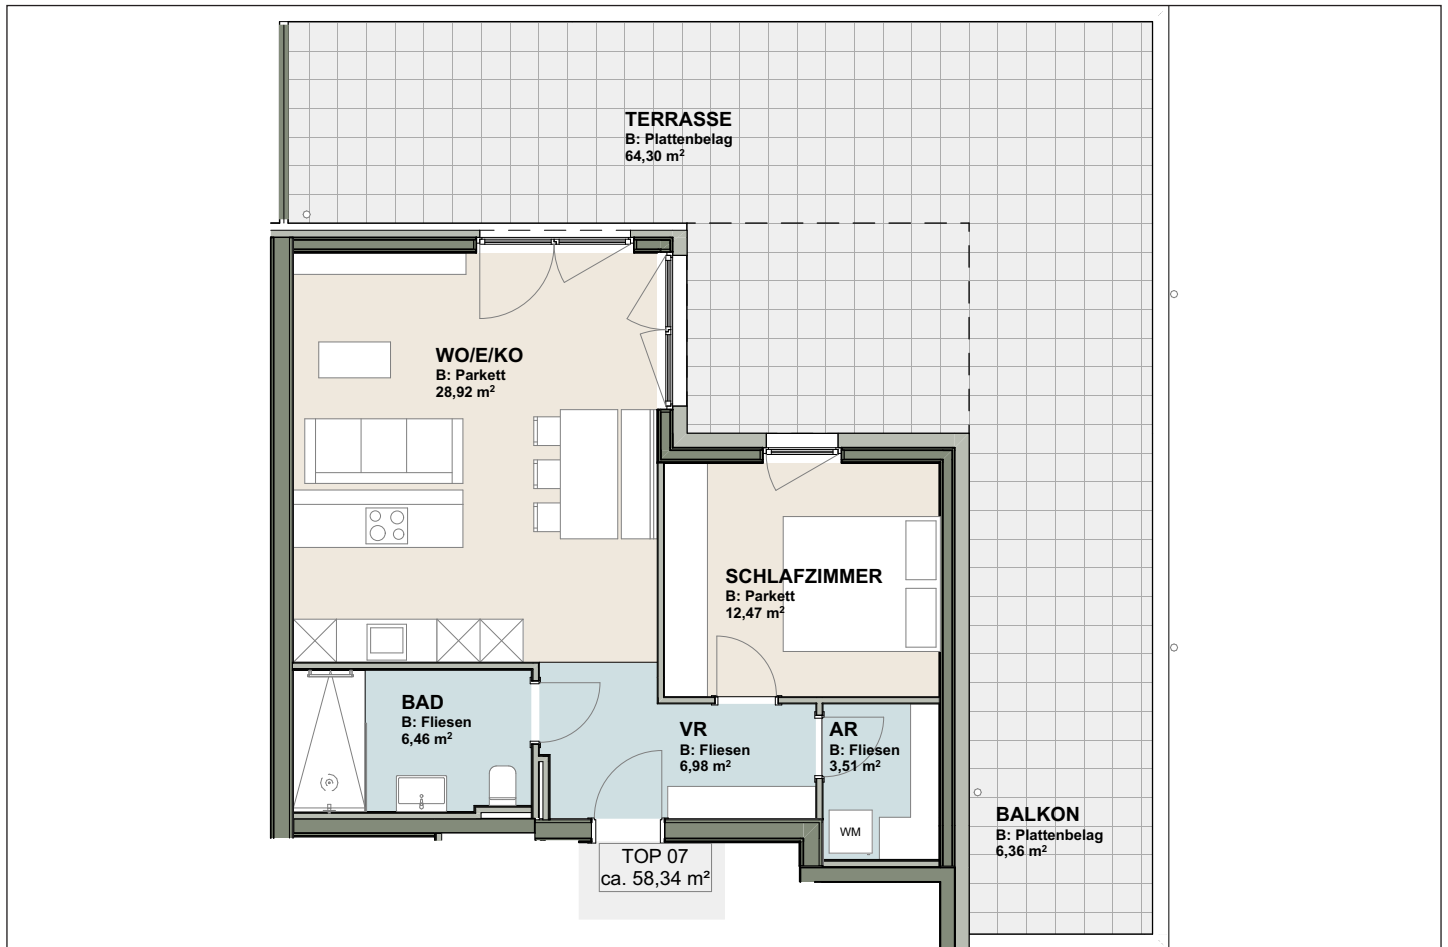 TERRASSE
B: Plattenbelag
64,30 m²
WO/E/KO
B: Parkett
28,92 m²
SCHLAFZIMMER
B: Parkett
12,47 m²
BAD
B: Fliesen
6,46 m²
VR
B: Fliesen
6,98 m²
AR
B: Fliesen
3,51 m²
WM
BALKON
B: Plattenbelag
6,36 m²
TOP 07
ca. 58,34 m²